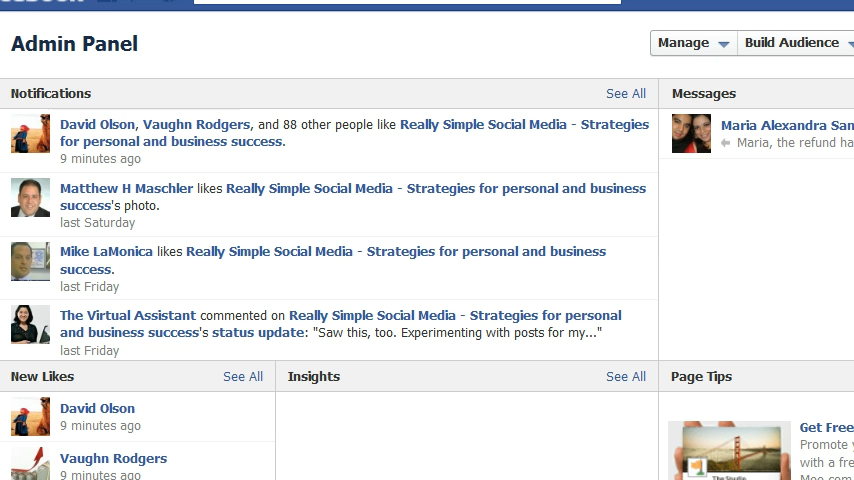 Admin Panel
Manage
Build Audience
Notifications
See All
David Olson, Vaughn Rodgers, and 88 other people like Really Simple Social Media - Strategies
for personal and business success.
9 minutes ago
Matthew H Maschler likes Really Simple Social Media - Strategies for personal and business
success's photo.
last Saturday
Mike LaMonica likes Really Simple Social Media - Strategies for personal and business
success.
last Friday
The Virtual Assistant commented on Really Simple Social Media - Strategies for personal
and business success's status update: "Saw this, too. Experimenting with posts for my..."
last Friday
Messages
Maria Alexandra San
Maria, the refund ha
New Likes
See All
David Olson
9 minutes ago
Vaughn Rodgers
9 minutes ago
Insights
See All
Page Tips
Get Free
Promote y
with a fre
Moo.com
The Studio